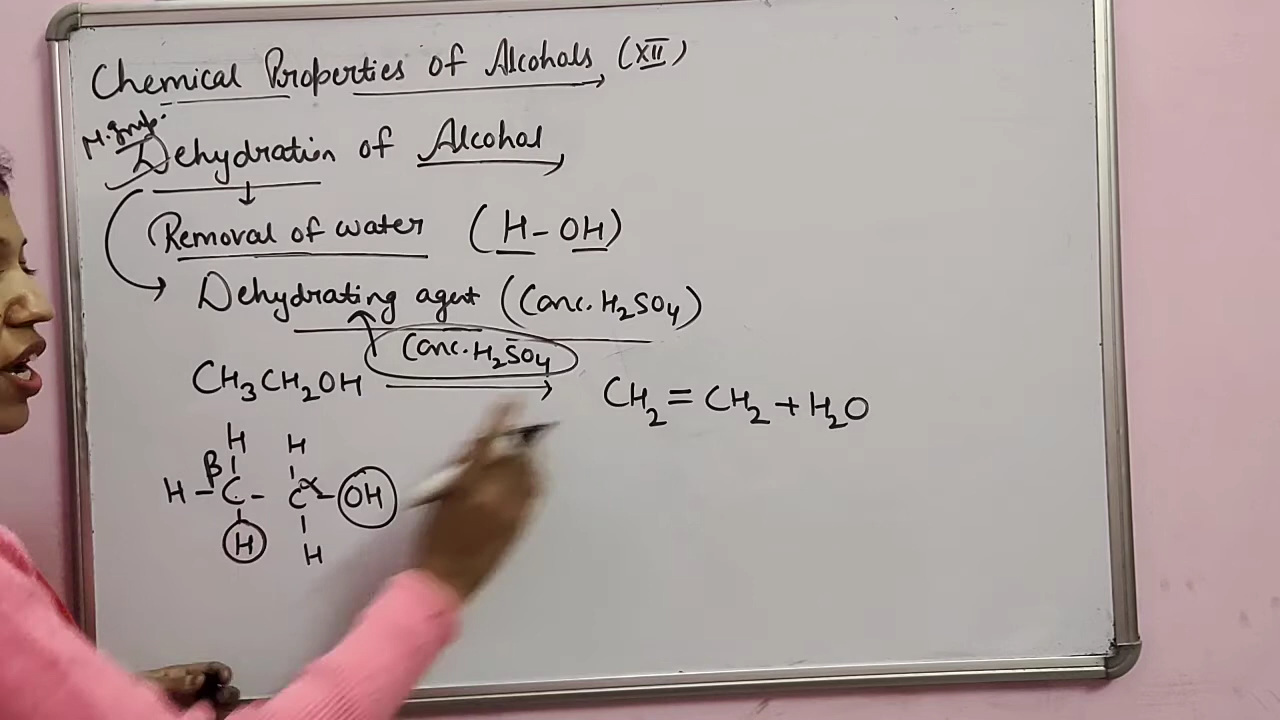 Chemical Properties of Alcohols (XII)
M. Imp.
Dehydration of Alcohol
Removal of water (H-OH)
Dehydrating agent (Conc. H₂SO₄)
Conc. H₂SO₄
CH₃CH₂OH ⟶ CH₂=CH₂ + H₂O
H H
β
H-C-C-OH
α
H H